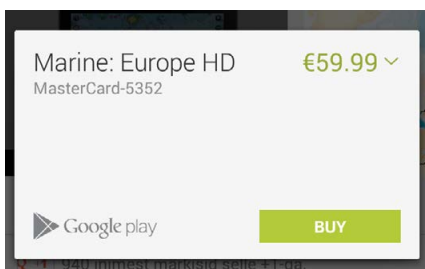 Marine: Europe HD
€59.99
MasterCard-5352
Google play
BUY
940 inimest märkisid selle +1-ga.